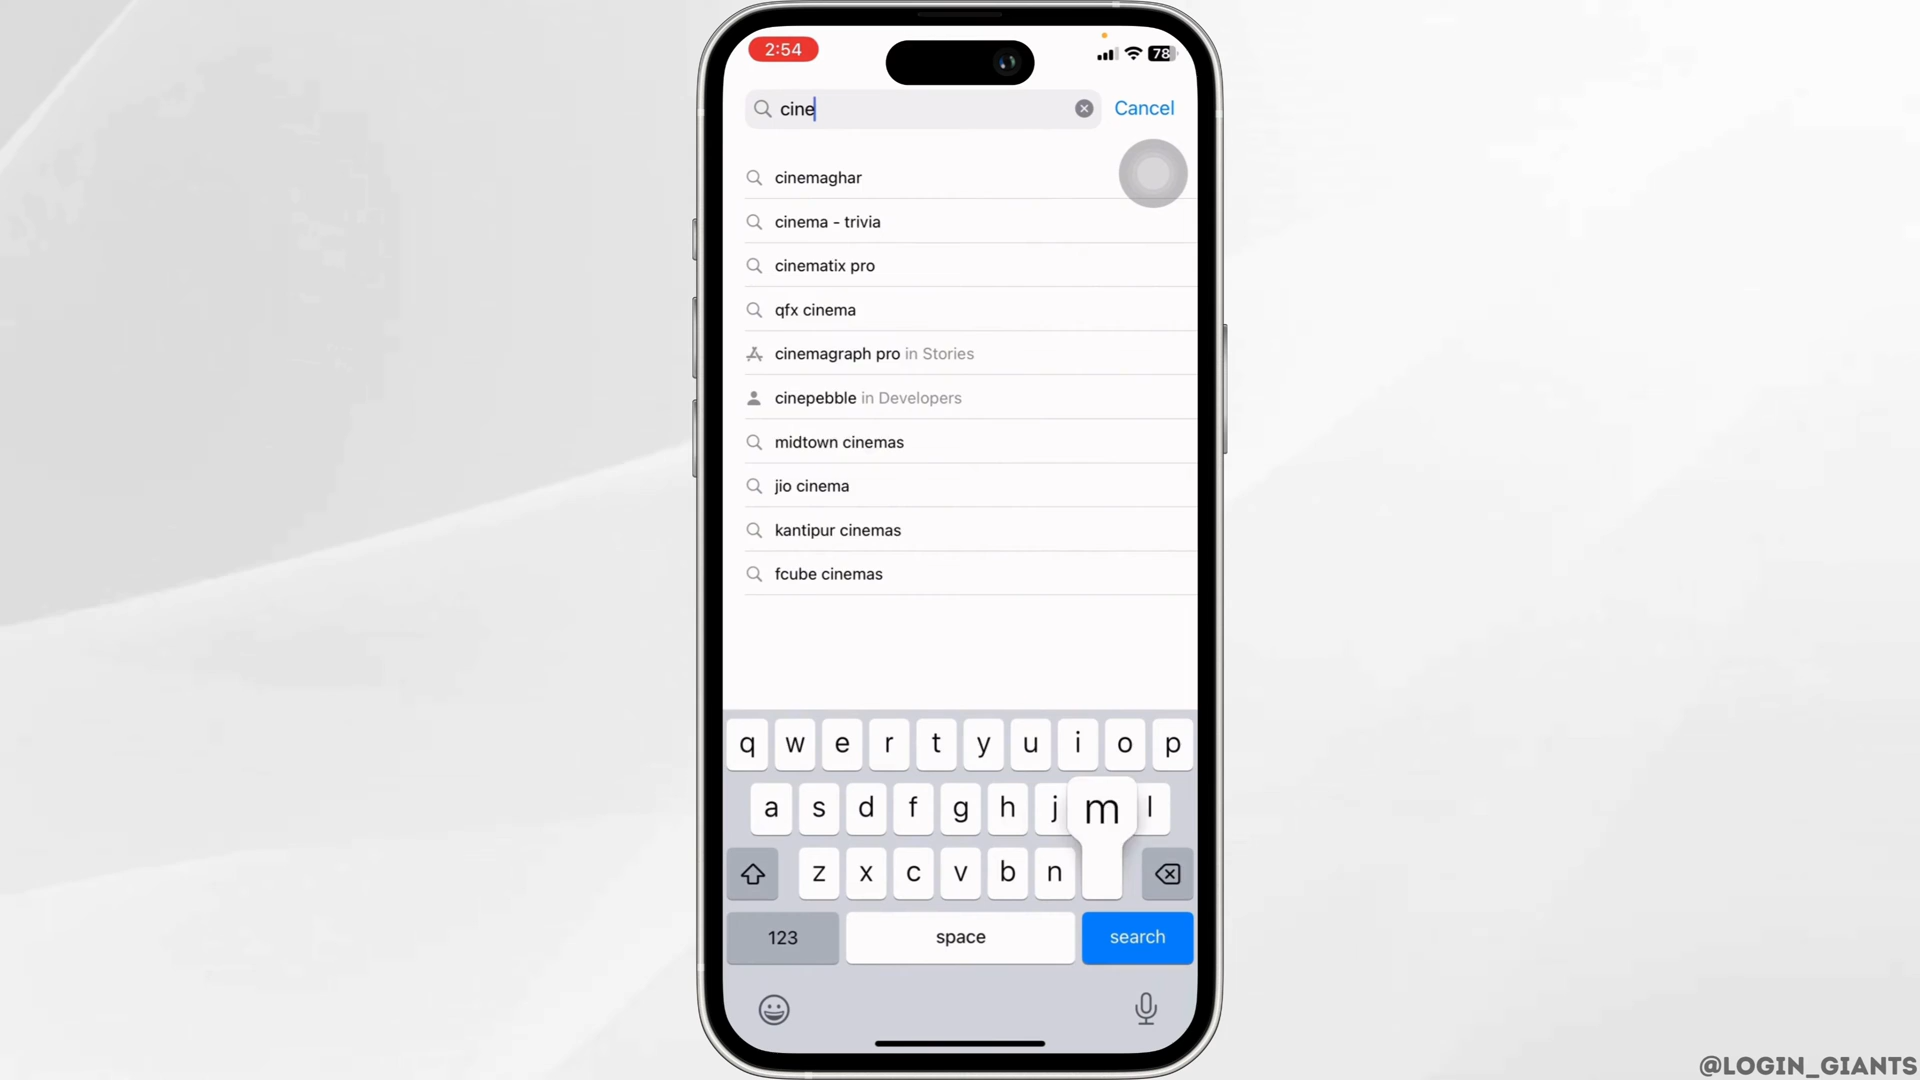 2:54
78
cine
Cancel
cinemaghar
cinema - trivia
cinematix pro
qfx cinema
cinemagraph pro in Stories
cinepebble in Developers
midtown cinemas
jio cinema
kantipur cinemas
fcube cinemas
q w e r t y u i o p
a s d f g h j m l
z x c v b n
123 space search
@LOGIN_GIANTS